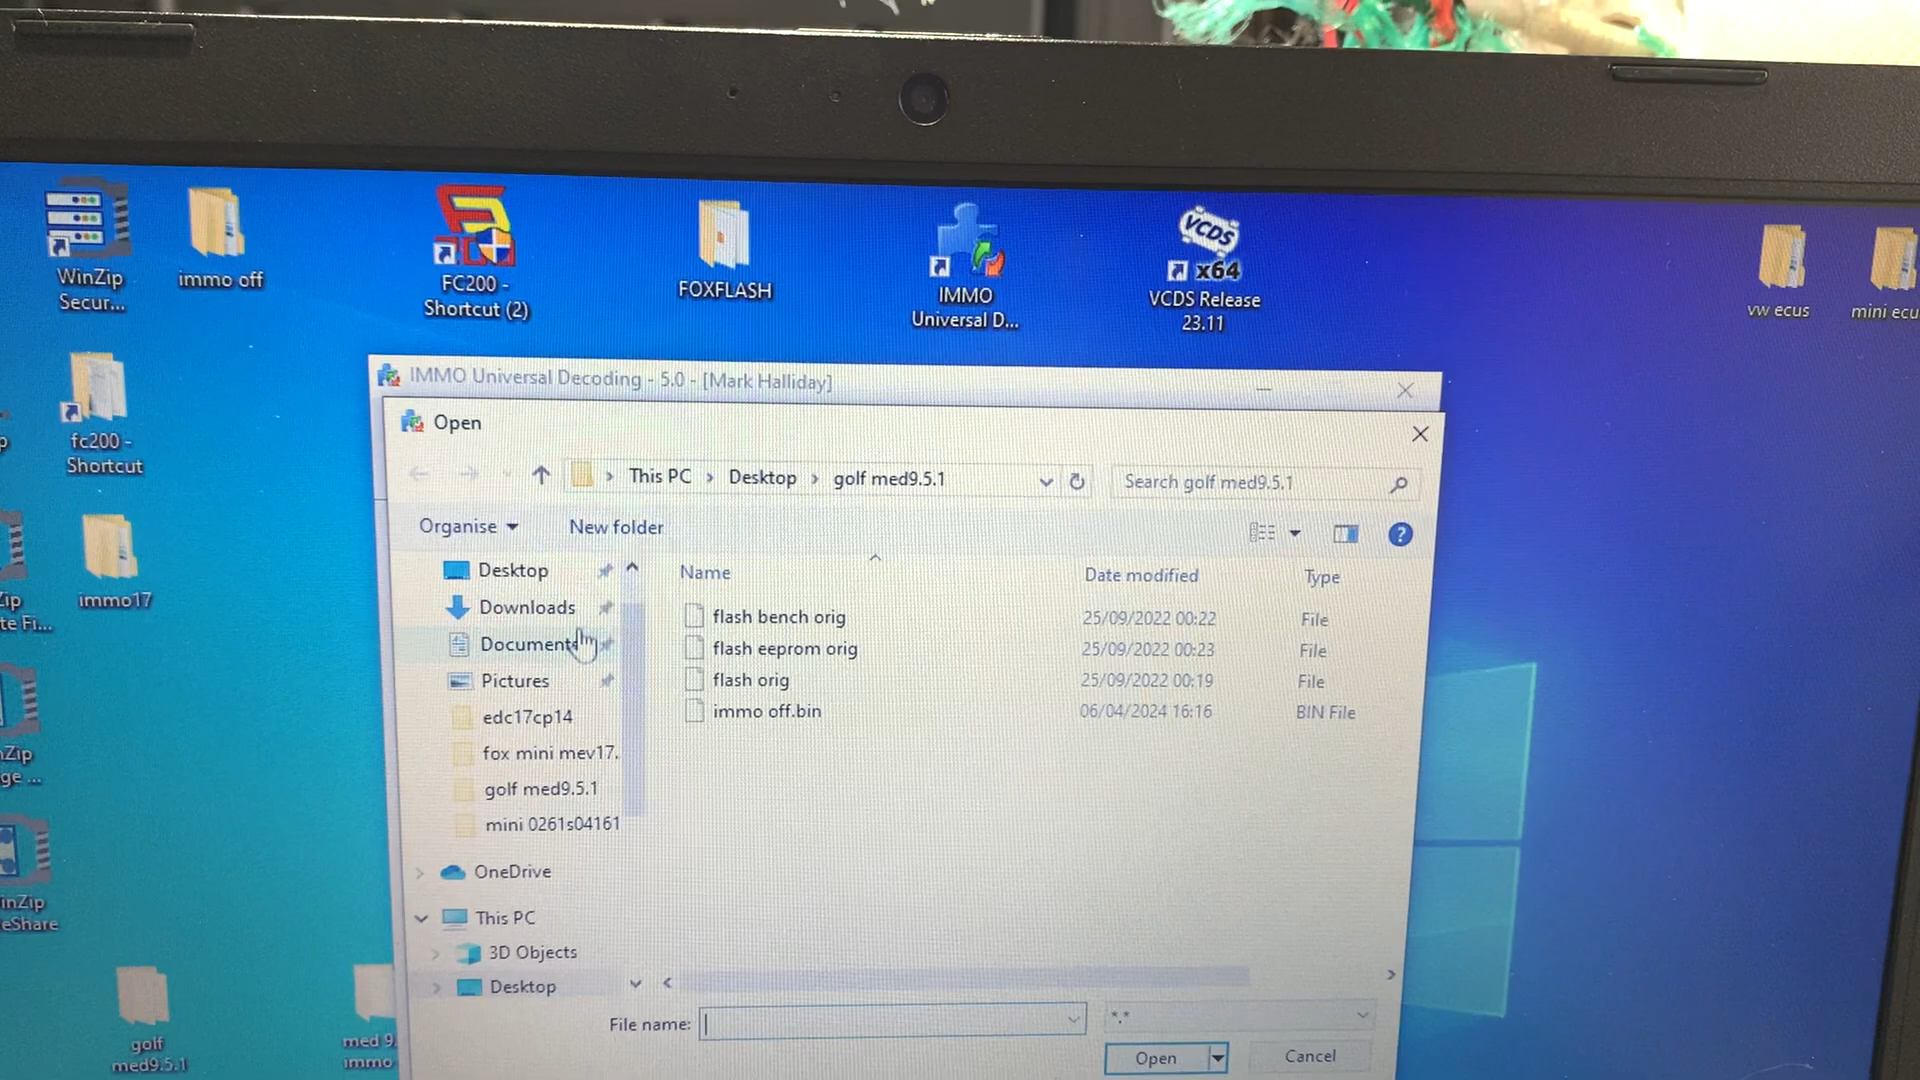 WinZip
Secur...
immo off
FC200 -
Shortcut (2)
FOXFLASH
IMMO
Universal D...
VCDS
x64
VCDS Release
23.11
vw ecus
mini ecu
fc200 -
Shortcut
immo17
Zip
te Fi...
Zip
ge ...
inZip
eShare
golf
med9.5.1
med 9.
immo
IMMO Universal Decoding - 5.0 - [Mark Halliday]
Open
This PC > Desktop > golf med9.5.1
Search golf med9.5.1
Organise
New folder
Desktop
Downloads
Documents
Pictures
edc17cp14
fox mini mev17.
golf med9.5.1
mini 0261s04161
OneDrive
This PC
3D Objects
Desktop
Name Date modified Type
flash bench orig 25/09/2022 00:22 File
flash eeprom orig 25/09/2022 00:23 File
flash orig 25/09/2022 00:19 File
immo off.bin 06/04/2024 16:16 BIN File
File name:
*.*
Open
Cancel